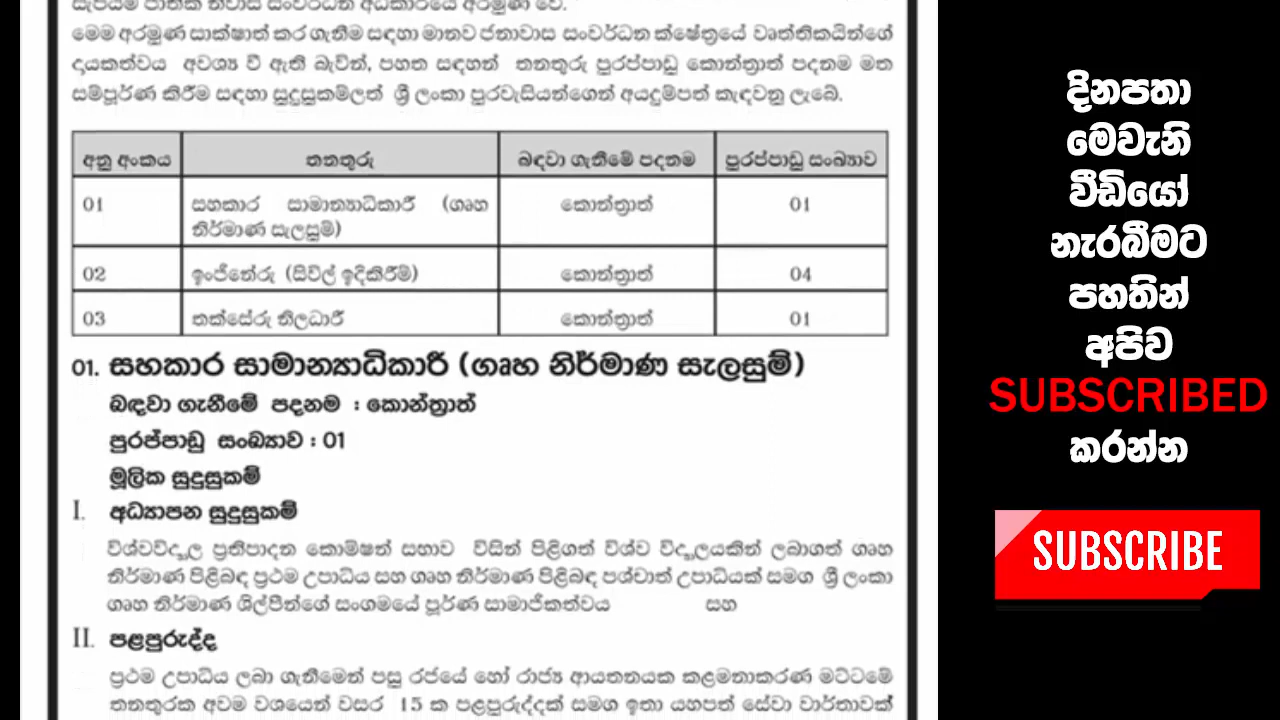 සැපයීම ජාතික නිවාස සංවර්ධන අධිකාරියේ අරමුණ වේ.
මෙම අරමුණ සාක්ෂාත් කර ගැනීම සඳහා මානව ජනාවාස සංවර්ධන ක්ෂේත්‍රයේ වෘත්තිකයින්ගේ
දායකත්වය අවශ්‍ය වී ඇති බැවින්, පහත සඳහන් තනතුරු පුරප්පාඩු කොන්ත්‍රාත් පදනම මත
සම්පූර්ණ කිරීම සඳහා සුදුසුකම්ලත් ශ්‍රී ලංකා පුරවැසියන්ගෙන් අයදුම්පත් කැඳවනු ලැබේ.
අනු අංකය තනතුරු බඳවා ගැනීමේ පදනම පුරප්පාඩු සංඛ්‍යාව
01 සහකාර සාමාන්‍යාධිකාරී (ගෘහ නිර්මාණ සැලසුම්) කොන්ත්‍රාත් 01
02 ඉංජිනේරු (සිවිල් ඉදිකිරීම්) කොන්ත්‍රාත් 04
03 තක්සේරු නිලධාරී කොන්ත්‍රාත් 01
01. සහකාර සාමාන්‍යාධිකාරී (ගෘහ නිර්මාණ සැලසුම්)
බඳවා ගැනීමේ පදනම : කොන්ත්‍රාත්
පුරප්පාඩු සංඛ්‍යාව : 01
මූලික සුදුසුකම්
I. අධ්‍යාපන සුදුසුකම්
විශ්වවිද්‍යාල ප්‍රතිපාදන කොමිෂන් සභාව විසින් පිළිගත් විශ්ව විද්‍යාලයකින් ලබාගත් ගෘහ
නිර්මාණ පිළිබඳ ප්‍රථම උපාධිය සහ ගෘහ නිර්මාණ පිළිබඳ පශ්චාත් උපාධියක් සමග ශ්‍රී ලංකා
ගෘහ නිර්මාණ ශිල්පීන්ගේ සංගමයේ පූර්ණ සාමාජිකත්වය සහ
II. පළපුරුද්ද
ප්‍රථම උපාධිය ලබා ගැනීමෙන් පසු රජයේ හෝ රාජ්‍ය ආයතනයක කළමනාකරණ මට්ටමේ
තනතුරක අවම වශයෙන් වසර 15 ක පළපුරුද්දක් සමග ඉතා යහපත් සේවා වාර්තාවක්
දිනපතා
මෙවැනි
වීඩියෝ
නැරබීමට
පහතින්
අපිව
SUBSCRIBED
කරන්න
SUBSCRIBE